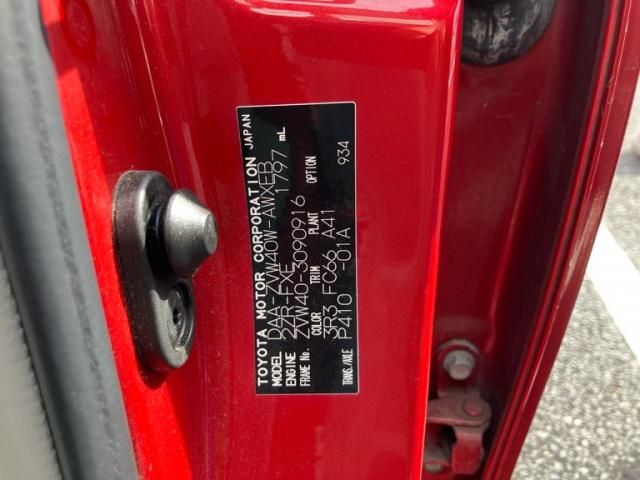 TOYOTA MOTOR CORPORATION JAPAN
MODEL DAA-ZVW40W-AWXEB
ENGINE 2ZR-FXE 1797 mL
FRAME No. ZVW40-3090916
COLOR TRIM PLANT OPTION
3R3 FC66 A41 934
TRANS./AXLE P410 -01A